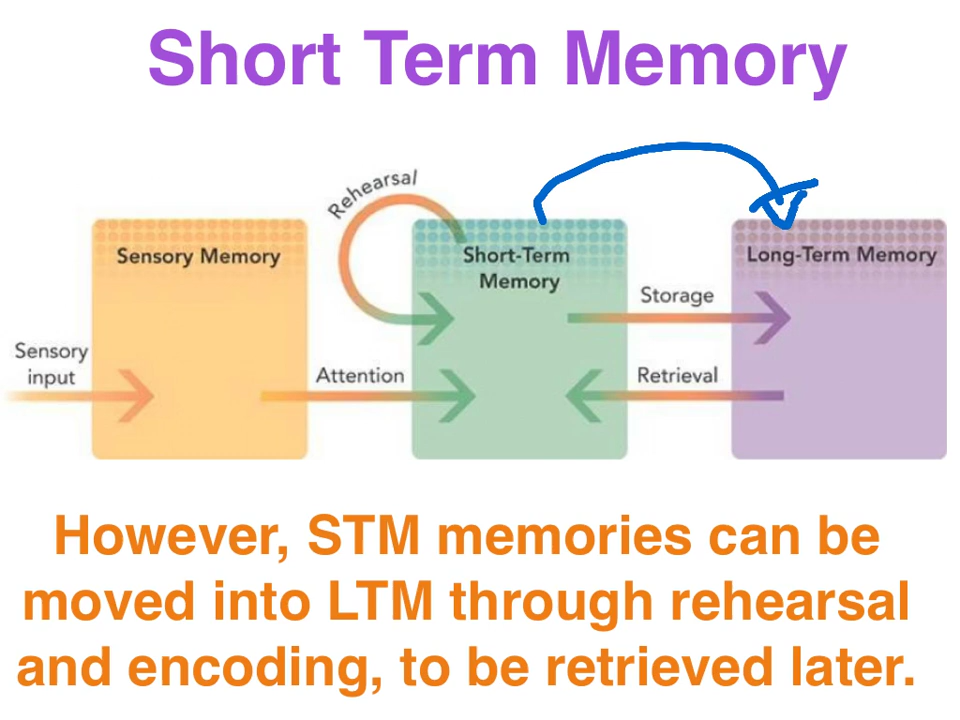 Short Term Memory
Rehearsal
Sensory Memory
Short-Term
Memory
Long-Term Memory
Storage
Sensory
input
Attention
Retrieval
However, STM memories can be
moved into LTM through rehearsal
and encoding, to be retrieved later.